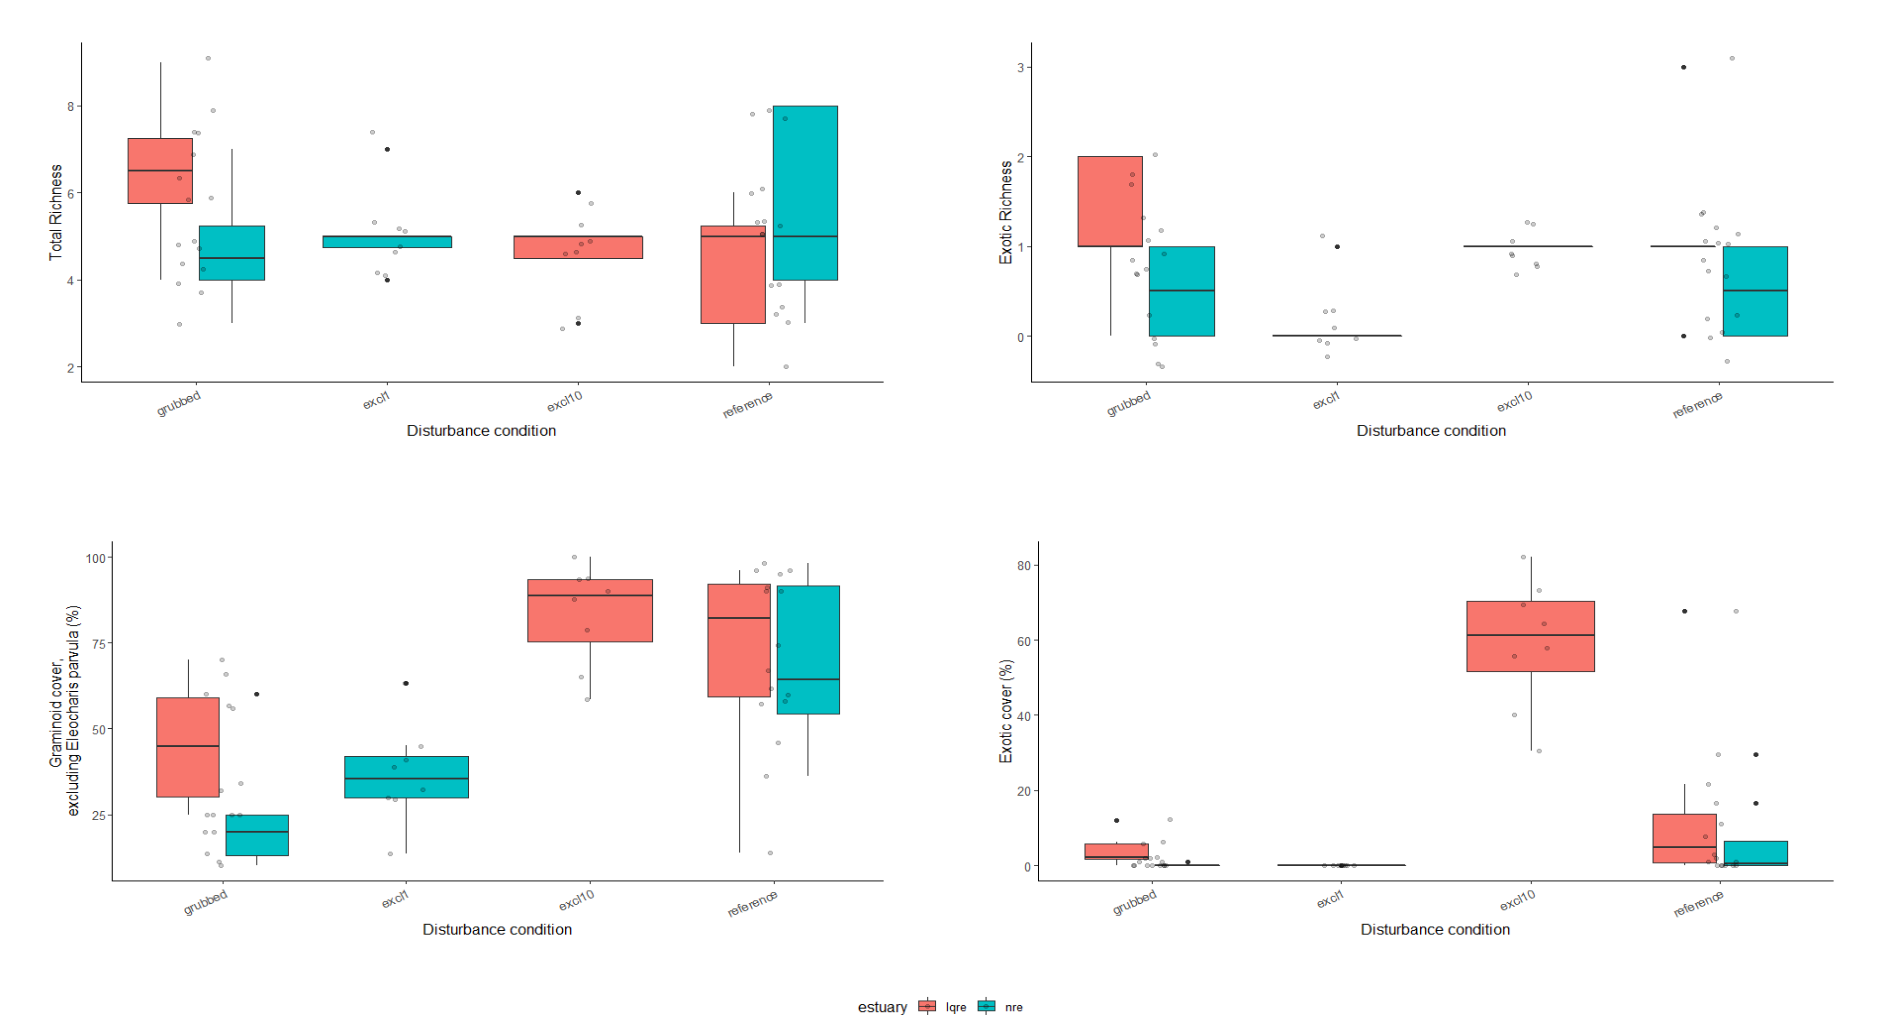 Total Richness
8
6
4
2
grubbed
excl1
excl10
reference
Disturbance condition
Exotic Richness
3
2
1
0
grubbed
excl1
excl10
reference
Disturbance condition
Graminoid cover,
excluding Eleocharis parvula (%)
100
75
50
25
grubbed
excl1
excl10
reference
Disturbance condition
Exotic cover (%)
80
60
40
20
0
grubbed
excl1
excl10
reference
Disturbance condition
estuary lqre nre